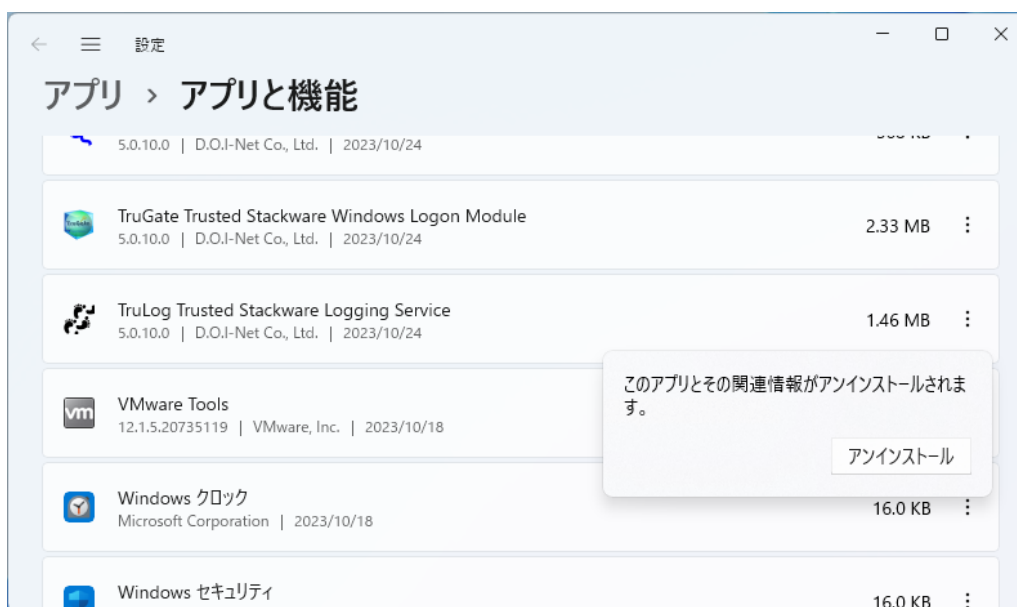 設定
アプリ › アプリと機能
5.0.10.0 | D.O.I-Net Co., Ltd. | 2023/10/24
TruGate Trusted Stackware Windows Logon Module
5.0.10.0 | D.O.I-Net Co., Ltd. | 2023/10/24
2.33 MB
TruLog Trusted Stackware Logging Service
5.0.10.0 | D.O.I-Net Co., Ltd. | 2023/10/24
1.46 MB
このアプリとその関連情報がアンインストールされま
す。
アンインストール
vm
VMware Tools
12.1.5.20735119 | VMware, Inc. | 2023/10/18
Windows クロック
Microsoft Corporation | 2023/10/18
16.0 KB
Windows セキュリティ
16.0 KB